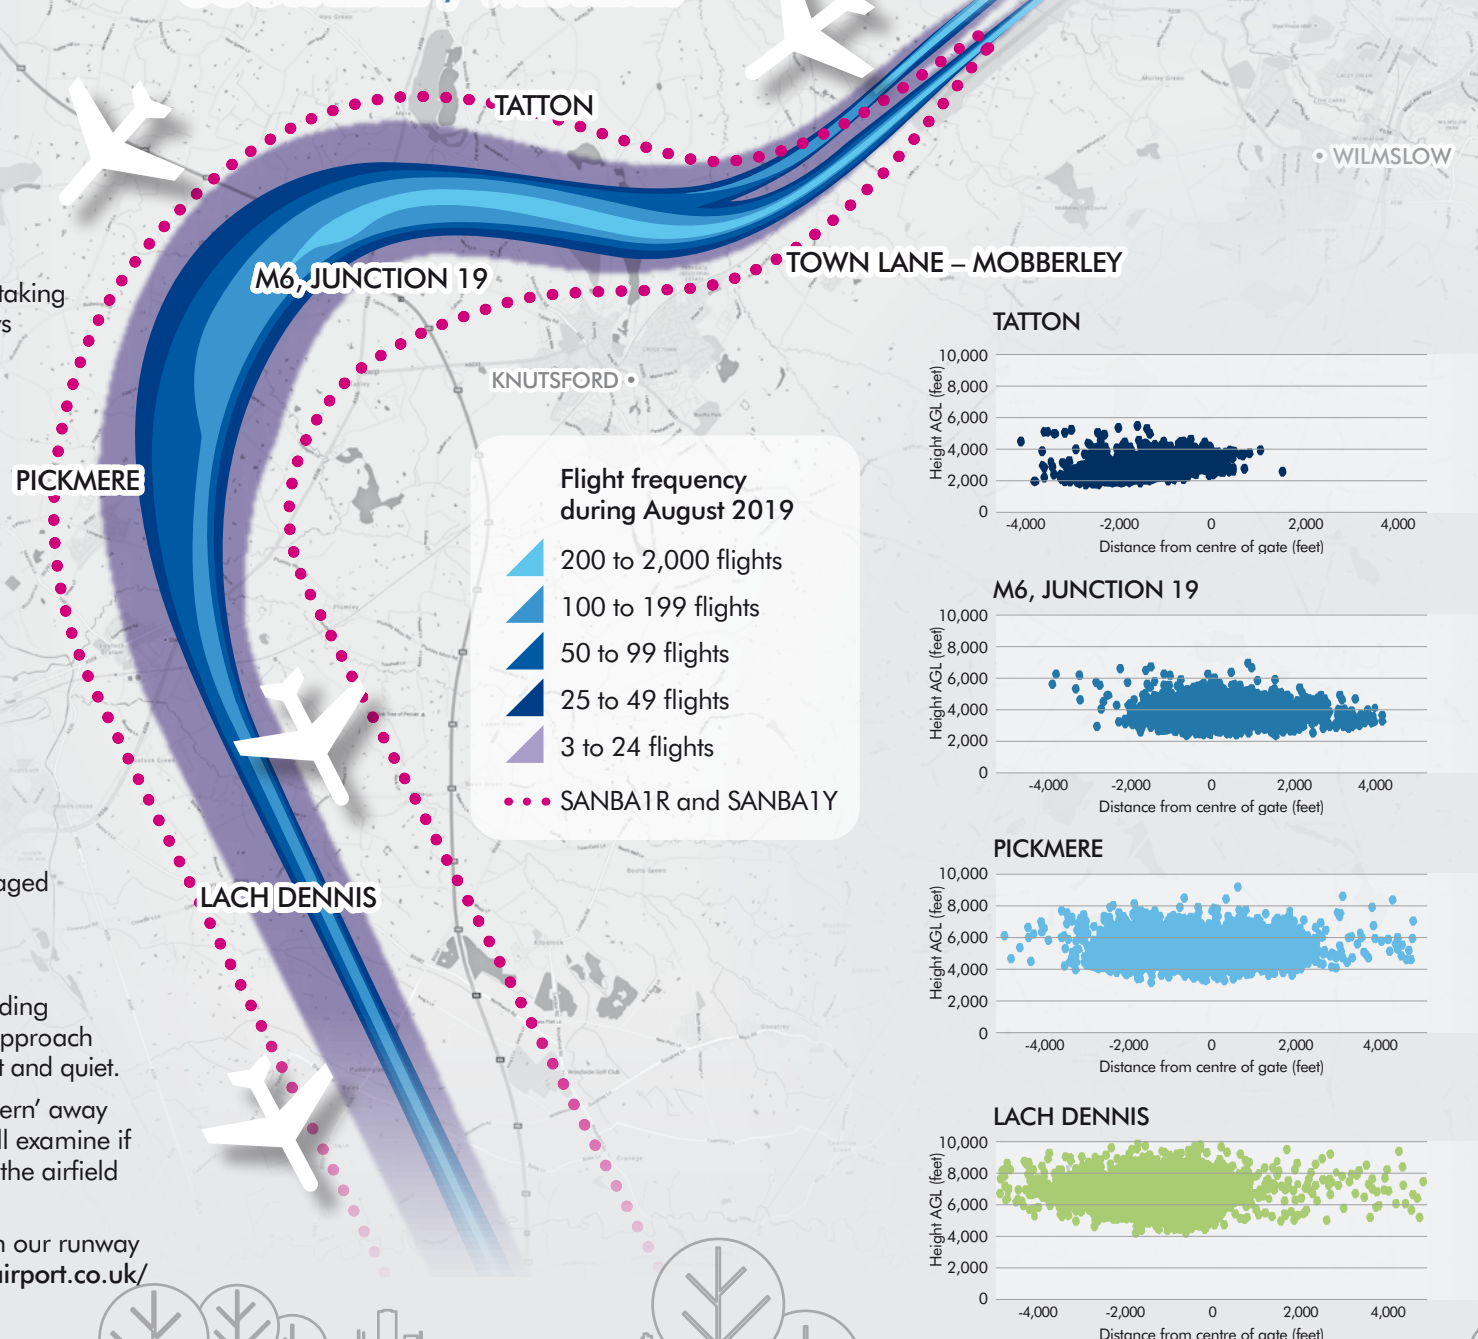 TATTON
WILMSLOW
TOWN LANE – MOBBERLEY
M6, JUNCTION 19
KNUTSFORD
PICKMERE
LACH DENNIS
taking
aged
ding
pproach
t and quiet.
ern’ away
ll examine if
the airfield
n our runway
airport.co.uk/
Flight frequency
during August 2019
200 to 2,000 flights
100 to 199 flights
50 to 99 flights
25 to 49 flights
3 to 24 flights
SANBA1R and SANBA1Y
TATTON
Height AGL (feet)
10,000
8,000
6,000
4,000
2,000
0
-4,000 -2,000 0 2,000 4,000
Distance from centre of gate (feet)
M6, JUNCTION 19
Height AGL (feet)
10,000
8,000
6,000
4,000
2,000
0
-4,000 -2,000 0 2,000 4,000
Distance from centre of gate (feet)
PICKMERE
Height AGL (feet)
10,000
8,000
6,000
4,000
2,000
0
-4,000 -2,000 0 2,000 4,000
Distance from centre of gate (feet)
LACH DENNIS
Height AGL (feet)
10,000
8,000
6,000
4,000
2,000
0
-4,000 -2,000 0 2,000 4,000
Distance from centre of gate (feet)